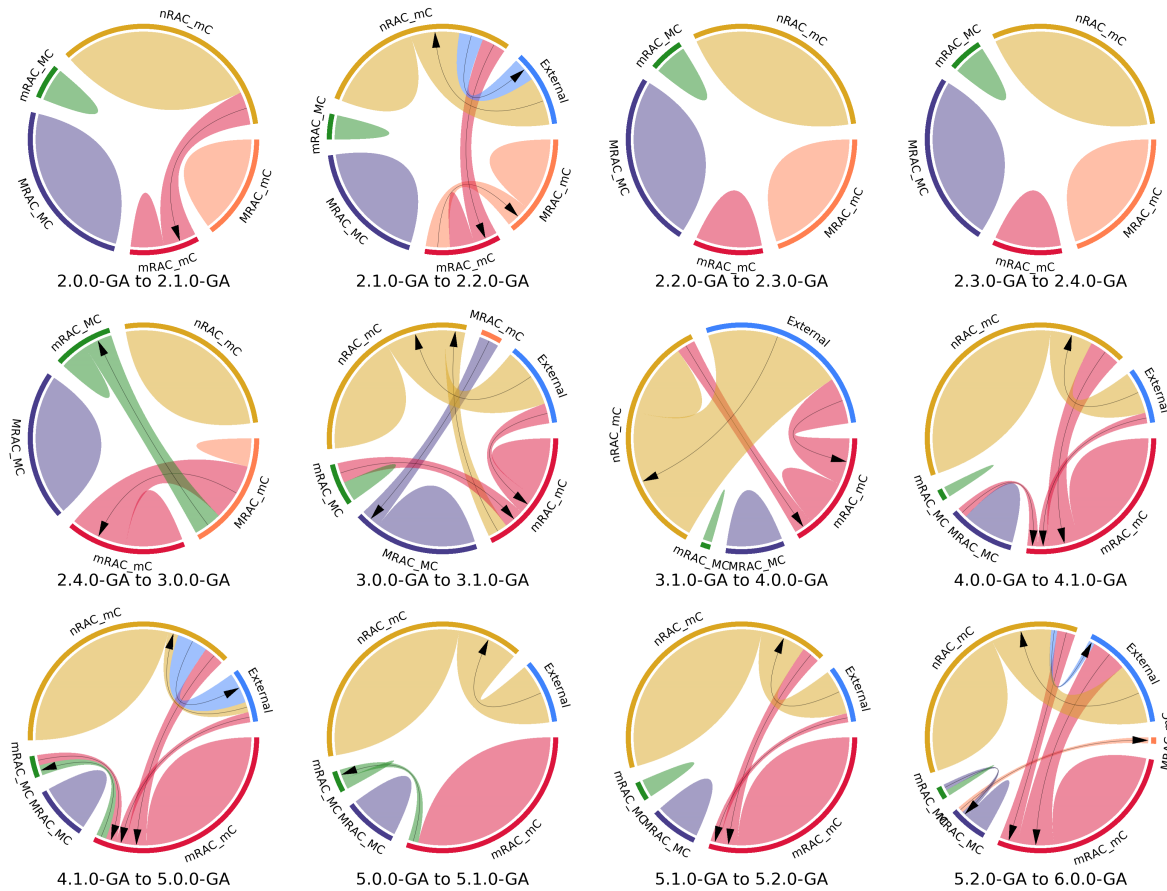 nRAC_mC
mRAC_MC
MRAC_MC
MRAC_mC
mRAC_mC
2.0.0-GA to 2.1.0-GA
nRAC_mC
External
mRAC_MC
MRAC_MC
MRAC_mC
mRAC_mC
2.1.0-GA to 2.2.0-GA
nRAC_mC
mRAC_MC
MRAC_MC
MRAC_mC
mRAC_mC
2.2.0-GA to 2.3.0-GA
nRAC_mC
mRAC_MC
MRAC_MC
MRAC_mC
mRAC_mC
2.3.0-GA to 2.4.0-GA
mRAC_MC
nRAC_mC
MRAC_MC
MRAC_mC
mRAC_mC
2.4.0-GA to 3.0.0-GA
MRAC_mC
nRAC_mC
External
mRAC_MC
mRAC_mC
MRAC_MC
3.0.0-GA to 3.1.0-GA
External
nRAC_mC
mRAC_mC
mRAC_MC
MRAC_MC
3.1.0-GA to 4.0.0-GA
nRAC_mC
External
mRAC_MC
MRAC_MC
mRAC_mC
4.0.0-GA to 4.1.0-GA
nRAC_mC
External
mRAC_MC
MRAC_MC
mRAC_mC
4.1.0-GA to 5.0.0-GA
nRAC_mC
External
mRAC_MC
MRAC_MC
mRAC_mC
5.0.0-GA to 5.1.0-GA
nRAC_mC
External
mRAC_MC
MRAC_MC
mRAC_mC
5.1.0-GA to 5.2.0-GA
nRAC_mC
External
mRAC_MC
MRAC_MC
mRAC_mC
5.2.0-GA to 6.0.0-GA